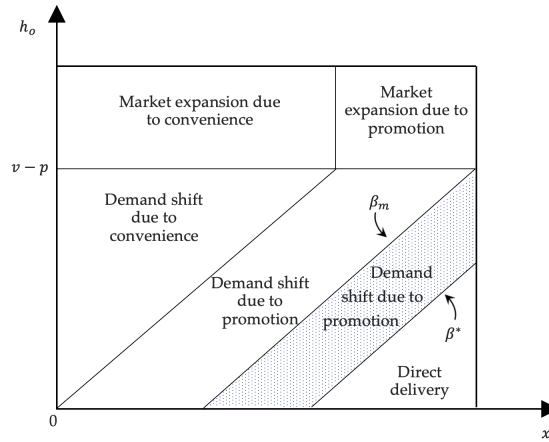 h_o
Market expansion due
to convenience
Market
expansion due to
promotion
v − p
Demand shift
due to
convenience
β_m
Demand shift
due to
promotion
Demand
shift due to
promotion
β*
Direct
delivery
0
x